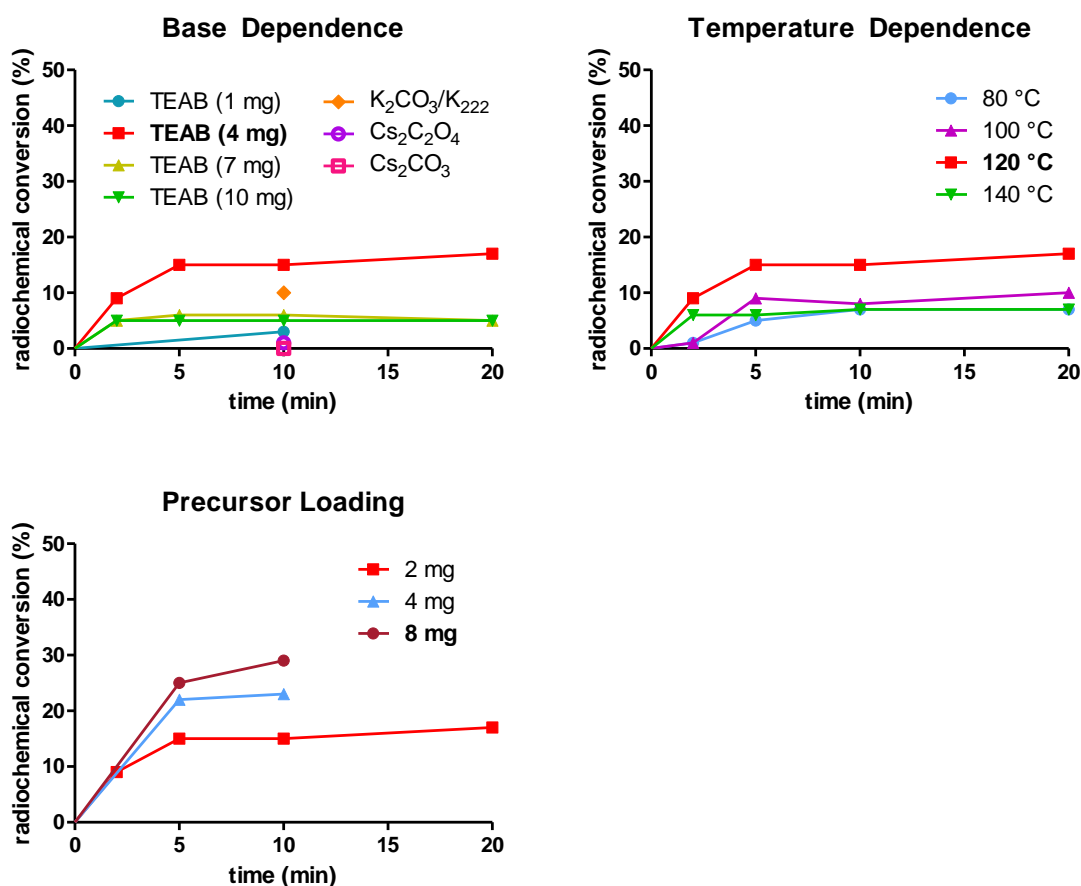 Base Dependence
radiochemical conversion (%)
50
40
30
20
10
0
TEAB (1 mg)
TEAB (4 mg)
TEAB (7 mg)
TEAB (10 mg)
K₂CO₃/K₂₂₂
Cs₂C₂O₄
Cs₂CO₃
0 5 10 15 20
time (min)
Temperature Dependence
radiochemical conversion (%)
50
40
30
20
10
0
80 °C
100 °C
120 °C
140 °C
0 5 10 15 20
time (min)
Precursor Loading
radiochemical conversion (%)
50
40
30
20
10
0
2 mg
4 mg
8 mg
0 5 10 15 20
time (min)